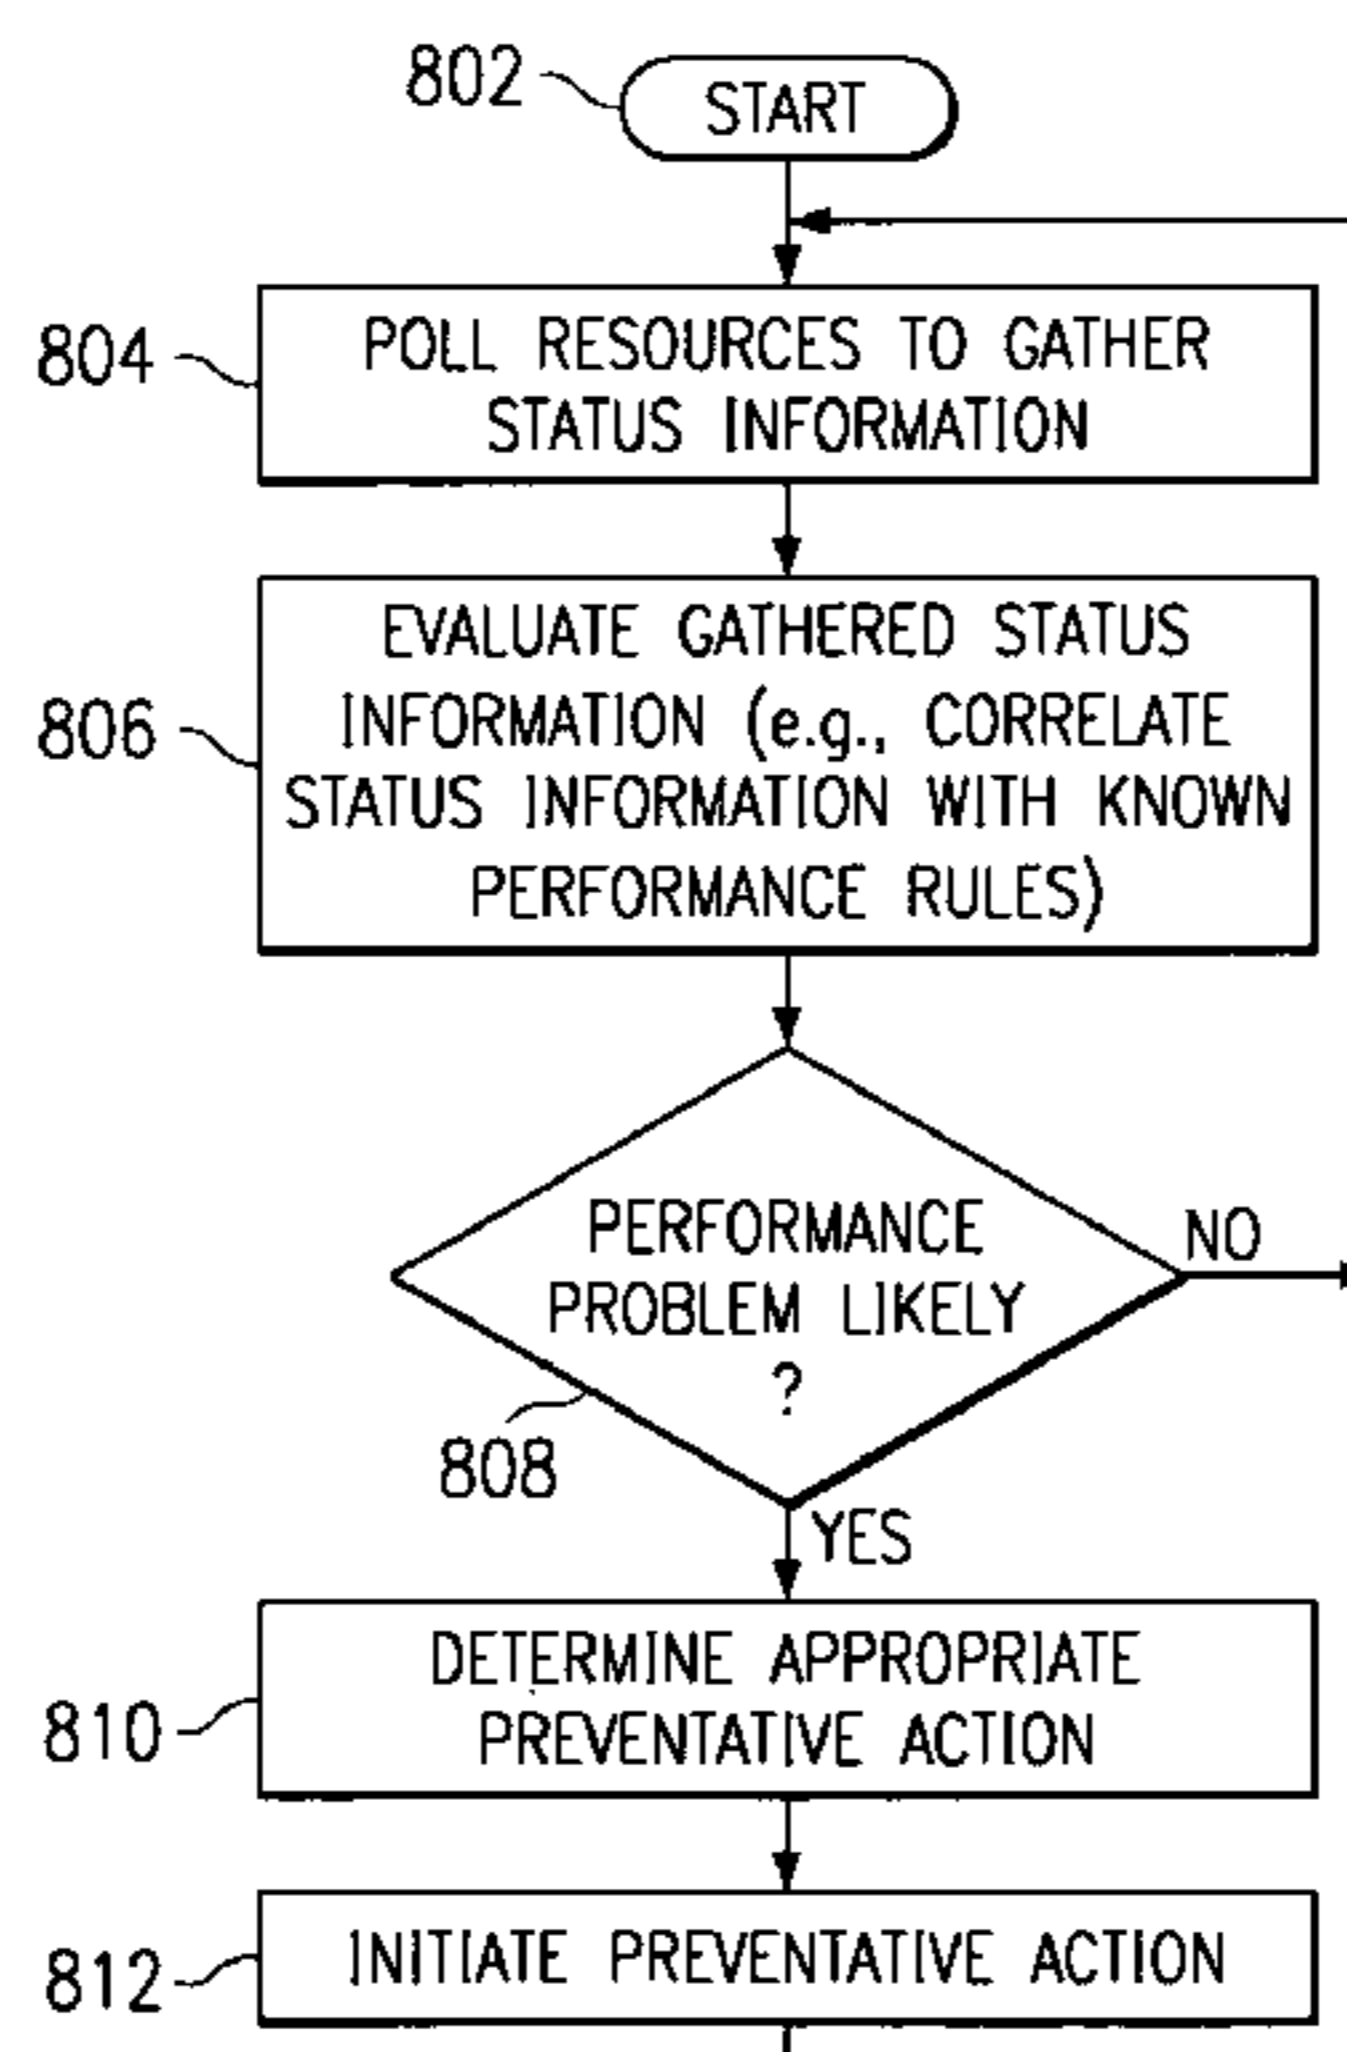 802
START
804
POLL RESOURCES TO GATHER
STATUS INFORMATION
806
EVALUATE GATHERED STATUS
INFORMATION (e.g., CORRELATE
STATUS INFORMATION WITH KNOWN
PERFORMANCE RULES)
PERFORMANCE
PROBLEM LIKELY
?
NO
808
YES
810
DETERMINE APPROPRIATE
PREVENTATIVE ACTION
812
INITIATE PREVENTATIVE ACTION